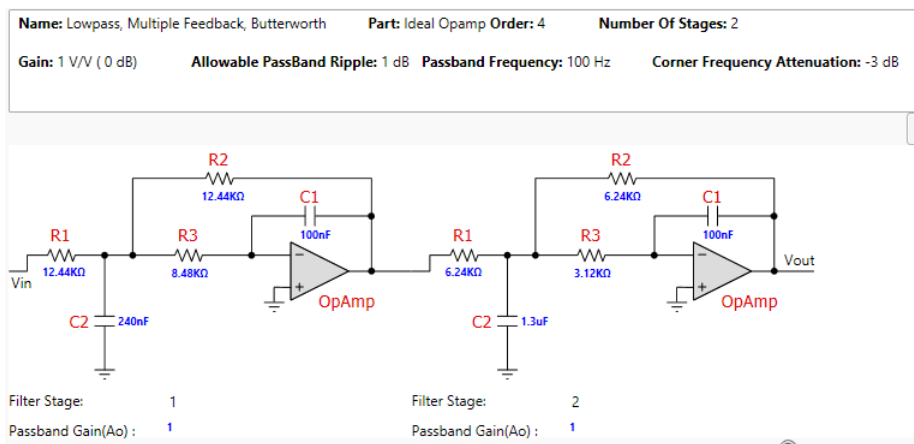 Name: Lowpass, Multiple Feedback, Butterworth Part: Ideal Opamp Order: 4 Number Of Stages: 2
Gain: 1 V/V ( 0 dB) Allowable PassBand Ripple: 1 dB Passband Frequency: 100 Hz Corner Frequency Attenuation: -3 dB
R2 R2
12.44KΩ C1 6.24KΩ C1
R1 R3 100nF R1 R3 100nF
12.44KΩ 8.48KΩ 6.24KΩ 3.12KΩ Vout
Vin OpAmp OpAmp
C2 240nF C2 1.3uF
Filter Stage: 1 Filter Stage: 2
Passband Gain(Ao) : 1 Passband Gain(Ao) : 1